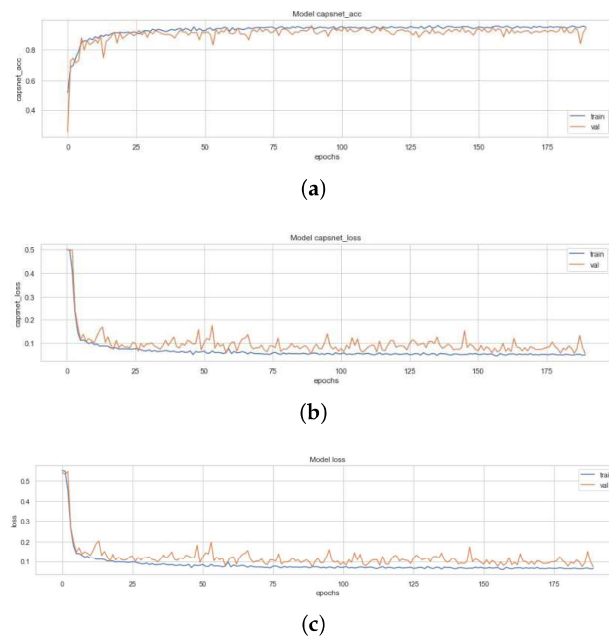 Model capsnet_acc
capsnet_acc
0.8
0.6
0.4
train
val
0
25
50
75
100
125
150
175
epochs
(a)
Model capsnet_loss
capsnet_loss
0.5
0.4
0.3
0.2
0.1
train
val
0
25
50
75
100
125
150
175
epochs
(b)
Model loss
loss
0.5
0.4
0.3
0.2
0.1
trai
val
0
25
50
75
100
125
150
175
epochs
(c)